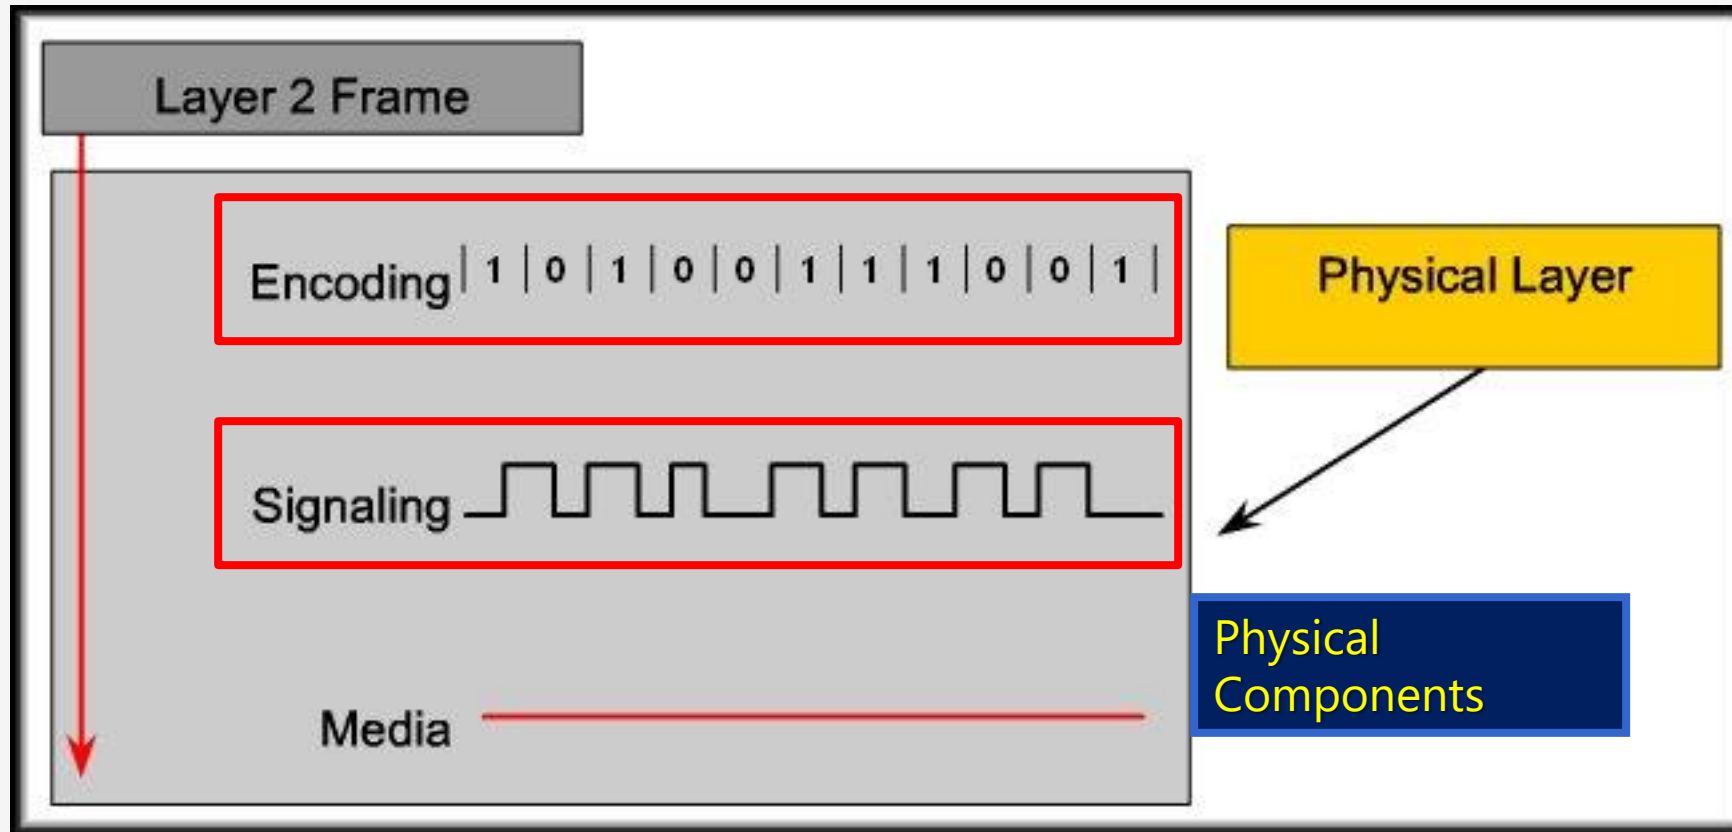 Layer 2 Frame
Encoding | 1 | 0 | 1 | 0 | 0 | 1 | 1 | 1 | 0 | 0 | 1 |
Physical Layer
Signaling
Physical
Components
Media